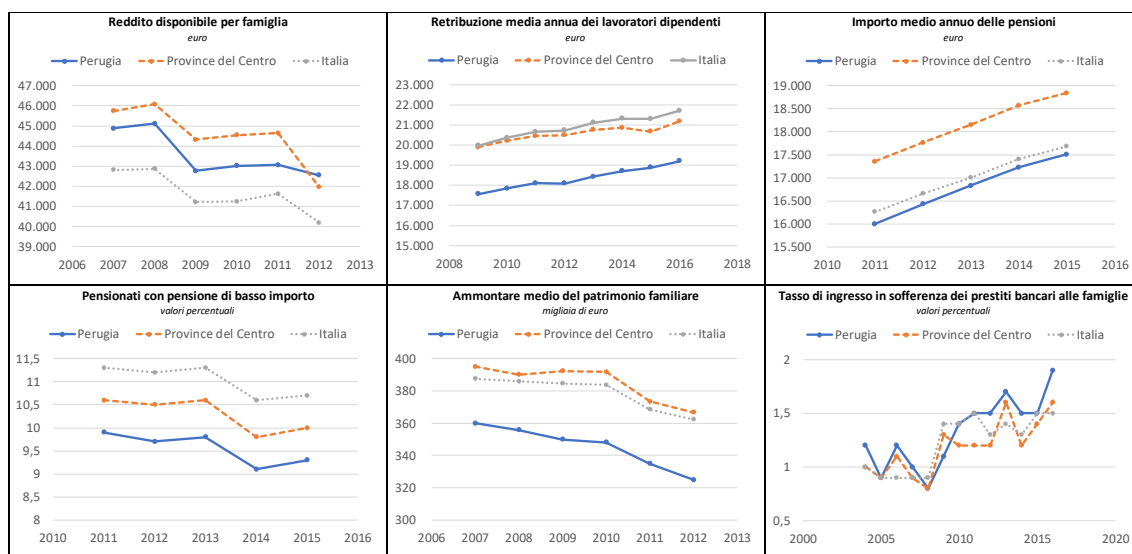 Reddito disponibile per famiglia
euro
Perugia Province del Centro Italia
47.000
46.000
45.000
44.000
43.000
42.000
41.000
40.000
39.000
2006 2007 2008 2009 2010 2011 2012 2013
Retribuzione media annua dei lavoratori dipendenti
euro
Perugia Province del Centro Italia
23.000
22.000
21.000
20.000
19.000
18.000
17.000
16.000
15.000
2008 2010 2012 2014 2016 2018
Importo medio annuo delle pensioni
euro
Perugia Province del Centro Italia
19.000
18.500
18.000
17.500
17.000
16.500
16.000
15.500
2010 2011 2012 2013 2014 2015 2016
Pensionati con pensione di basso importo
valori percentuali
Perugia Province del Centro Italia
11,5
11
10,5
10
9,5
9
8,5
8
2010 2011 2012 2013 2014 2015 2016
Ammontare medio del patrimonio familiare
migliaia di euro
Perugia Province del Centro Italia
400
380
360
340
320
300
2006 2007 2008 2009 2010 2011 2012 2013
Tasso di ingresso in sofferenza dei prestiti bancari alle famiglie
valori percentuali
Perugia Province del Centro Italia
2
1,5
1
0,5
2000 2005 2010 2015 2020